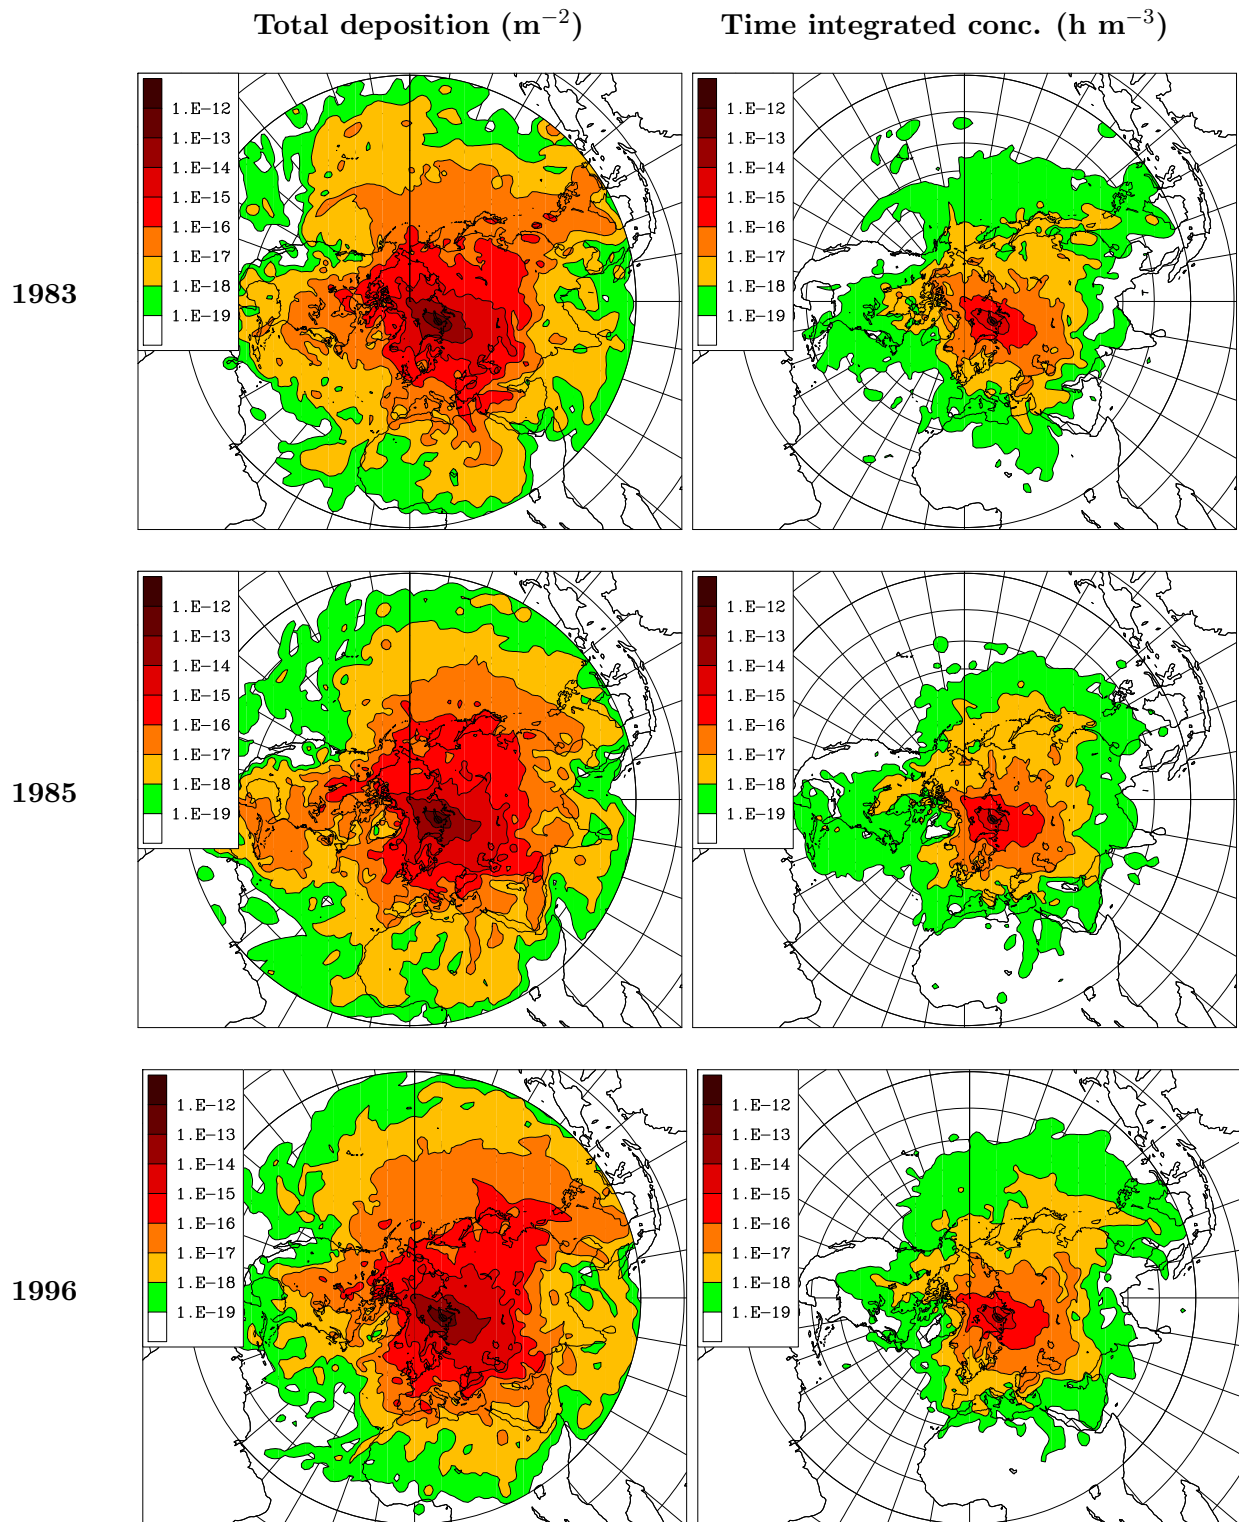 Total deposition (m⁻²) Time integrated conc. (h m⁻³)
1983
1.E−12 1.E−12
1.E−13 1.E−13
1.E−14 1.E−14
1.E−15 1.E−15
1.E−16 1.E−16
1.E−17 1.E−17
1.E−18 1.E−18
1.E−19 1.E−19
1985
1.E−12 1.E−12
1.E−13 1.E−13
1.E−14 1.E−14
1.E−15 1.E−15
1.E−16 1.E−16
1.E−17 1.E−17
1.E−18 1.E−18
1.E−19 1.E−19
1996
1.E−12 1.E−12
1.E−13 1.E−13
1.E−14 1.E−14
1.E−15 1.E−15
1.E−16 1.E−16
1.E−17 1.E−17
1.E−18 1.E−18
1.E−19 1.E−19